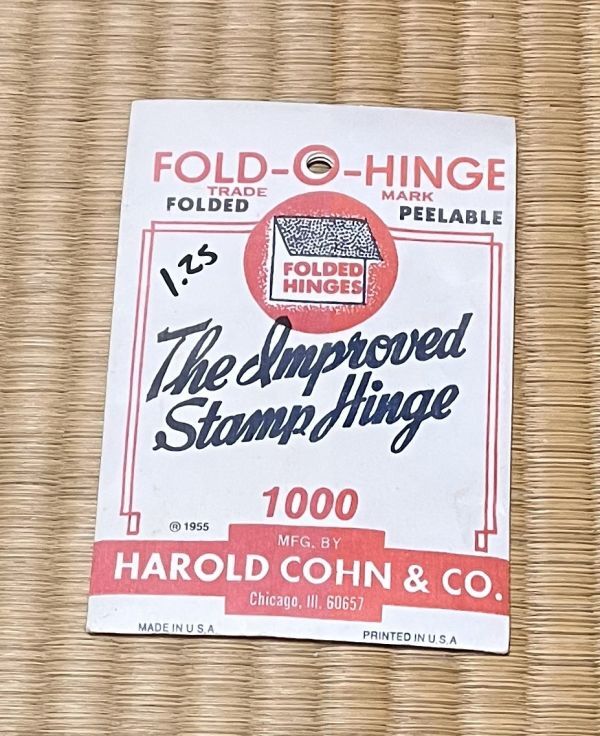 FOLD-O-HINGE
TRADE MARK
FOLDED PEELABLE
1.25
FOLDED
HINGES
The Improved
Stamp Hinge
1000
® 1955
MFG. BY
HAROLD COHN & CO.
Chicago, Ill. 60657
MADE IN U.S.A.
PRINTED IN U.S.A